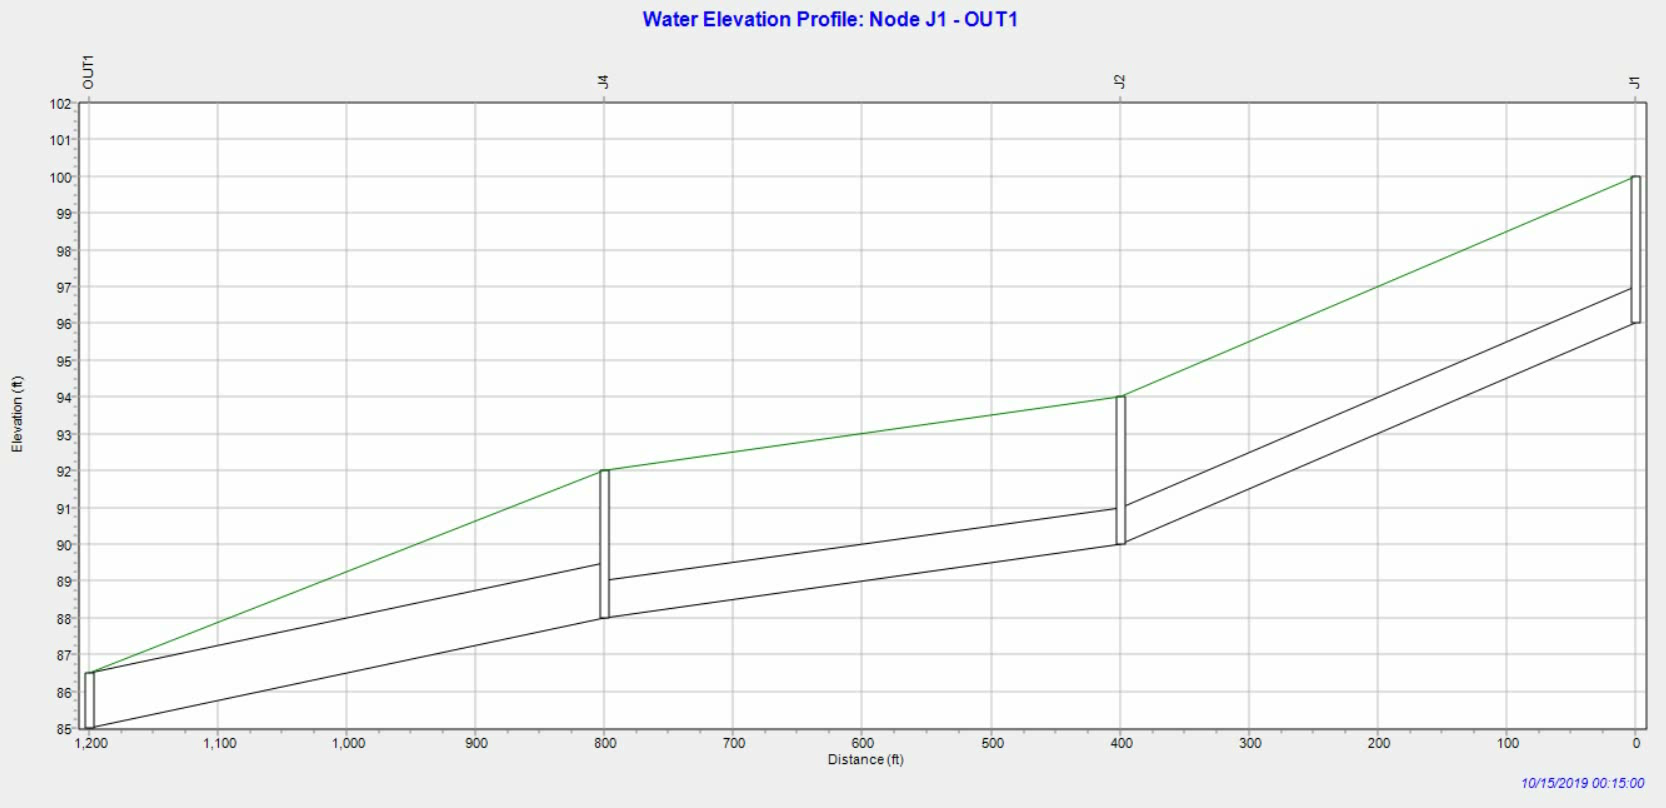 Water Elevation Profile: Node J1 - OUT1
OUT1
J4
J2
J1
102
101
100
99
98
97
96
95
94
93
92
91
90
89
88
87
86
85
Elevation (ft)
1,200 1,100 1,000 900 800 700 600 500 400 300 200 100 0
Distance (ft)
10/15/2019 00:15:00